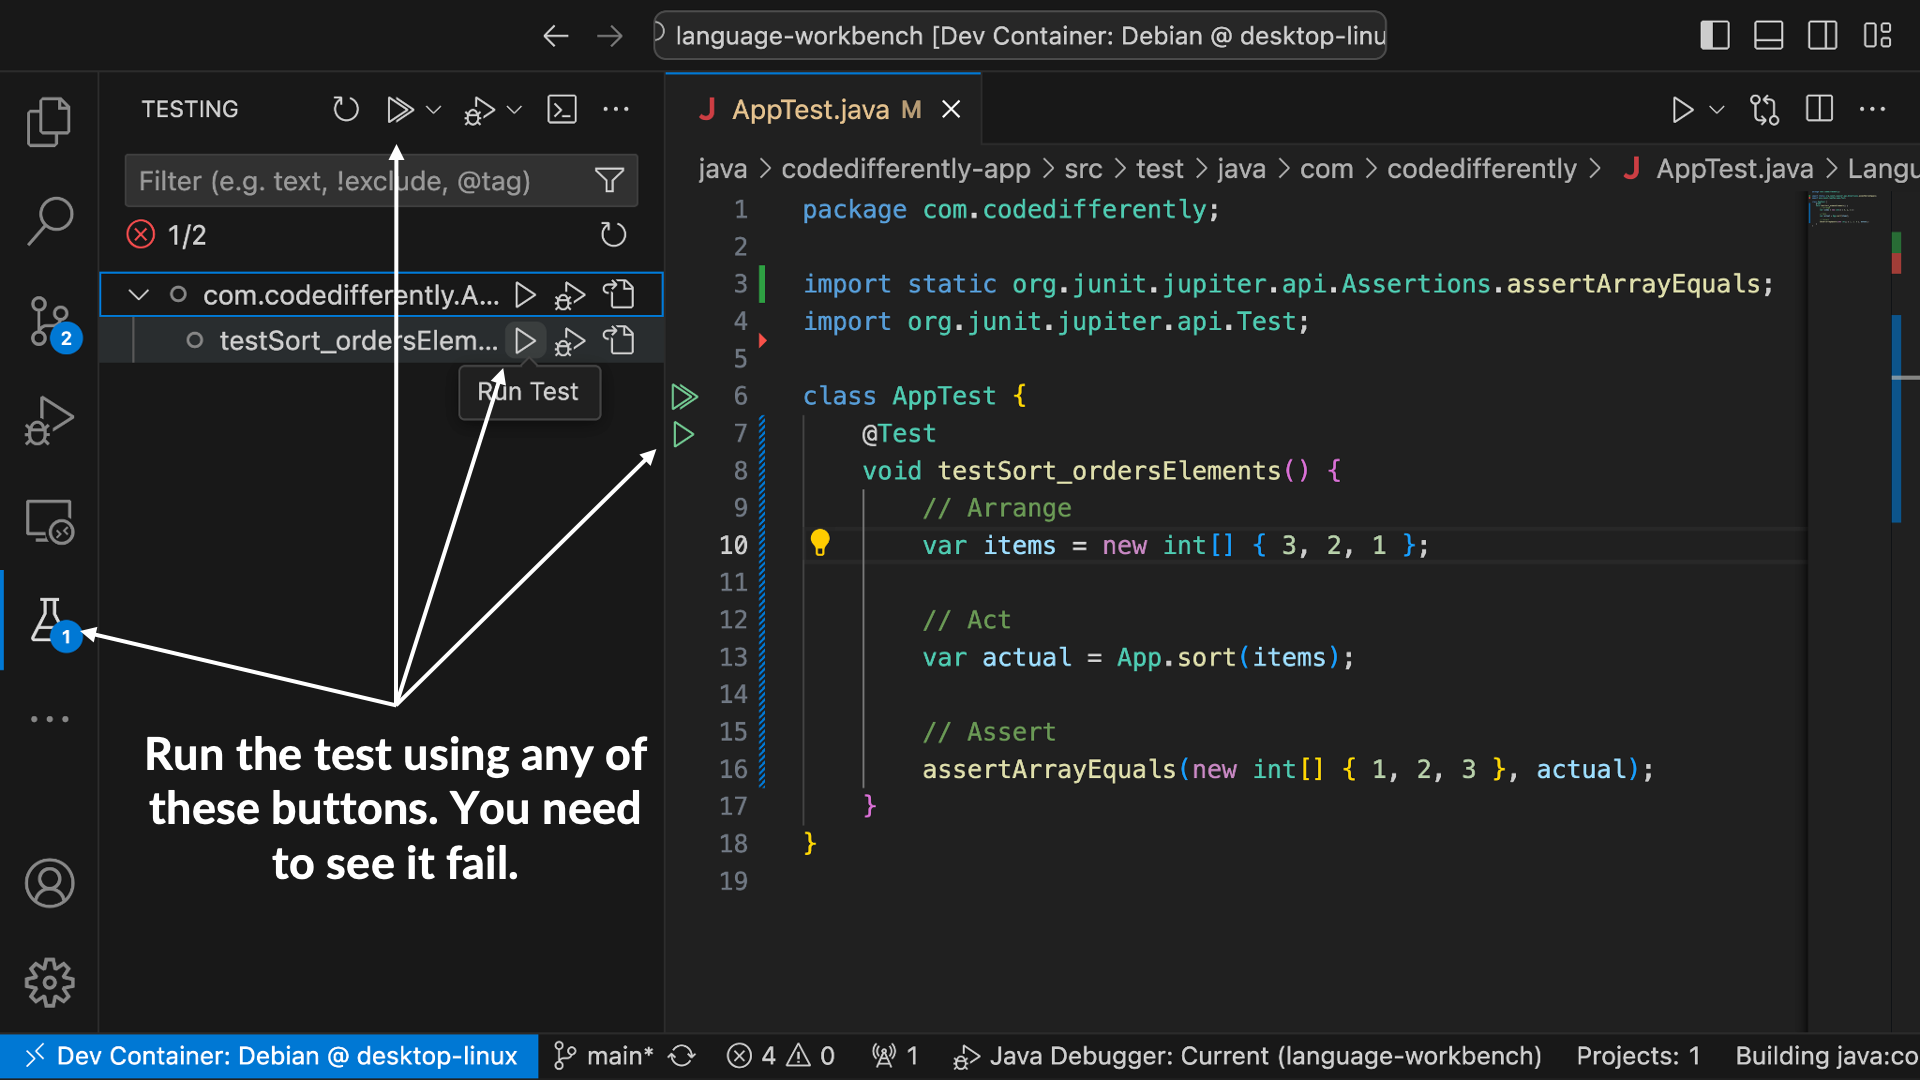 language-workbench [Dev Container: Debian @ desktop-linu
TESTING
Filter (e.g. text, !exclude, @tag)
1/2
com.codedifferently.A...
testSort_ordersElem...
Run Test
2
1
Run the test using any of
these buttons. You need
to see it fail.
J AppTest.java M
java > codedifferently-app > src > test > java > com > codedifferently > J AppTest.java > Langu
1 package com.codedifferently;
2
3 import static org.junit.jupiter.api.Assertions.assertArrayEquals;
4 import org.junit.jupiter.api.Test;
5
6 class AppTest {
7 @Test
8 void testSort_ordersElements() {
9 // Arrange
10 var items = new int[] { 3, 2, 1 };
11
12 // Act
13 var actual = App.sort(items);
14
15 // Assert
16 assertArrayEquals(new int[] { 1, 2, 3 }, actual);
17 }
18 }
19
Dev Container: Debian @ desktop-linux main* 4 0 1 Java Debugger: Current (language-workbench) Projects: 1 Building java:co